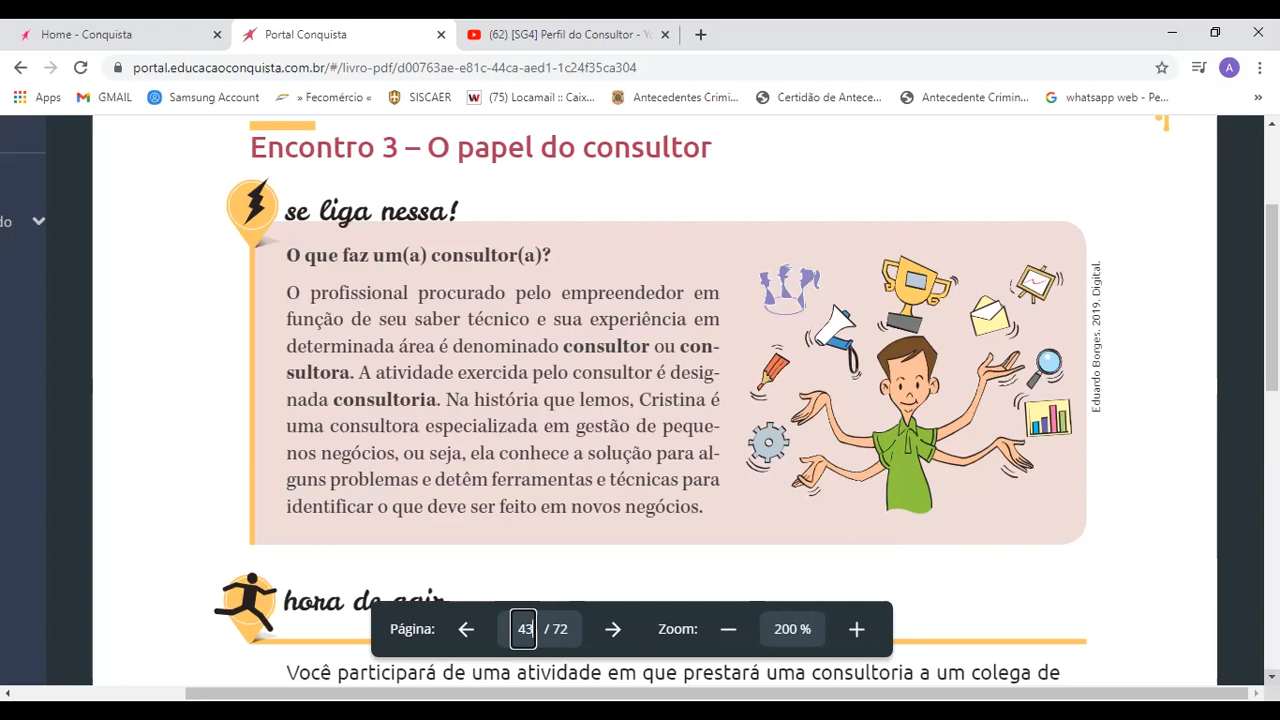 Home - Conquista
Portal Conquista
(62) [SG4] Perfil do Consultor - Yo
portal.educacaoconquista.com.br/#/livro-pdf/d00763ae-e81c-44ca-aed1-1c24f35ca304
A
Apps
GMAIL
Samsung Account
» Fecomércio «
SISCAER
(75) Locamail :: Caix...
Antecedentes Crimi...
Certidão de Antece...
Antecedente Crimin...
whatsapp web - Pe...
»
do
Encontro 3 – O papel do consultor
se liga nessa!
O que faz um(a) consultor(a)?
O profissional procurado pelo empreendedor em
função de seu saber técnico e sua experiência em
determinada área é denominado consultor ou con-
sultora. A atividade exercida pelo consultor é desig-
nada consultoria. Na história que lemos, Cristina é
uma consultora especializada em gestão de peque-
nos negócios, ou seja, ela conhece a solução para al-
guns problemas e detêm ferramentas e técnicas para
identificar o que deve ser feito em novos negócios.
Eduardo Borges. 2019. Digital.
hora de agir
Página:
43 / 72
Zoom:
200 %
Você participará de uma atividade em que prestará uma consultoria a um colega de